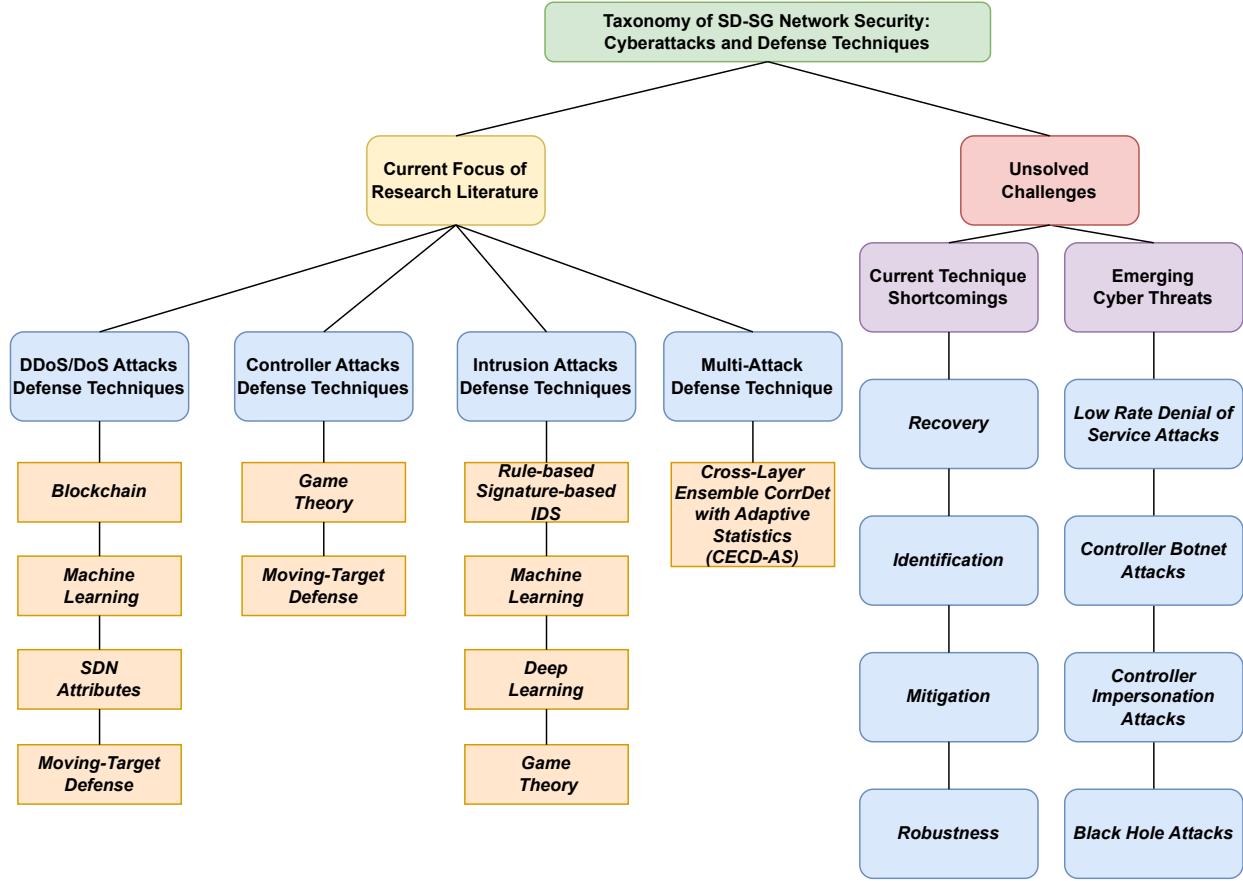 Taxonomy of SD-SG Network Security:
Cyberattacks and Defense Techniques
Current Focus of
Research Literature
Unsolved
Challenges
Current Technique
Shortcomings
Emerging
Cyber Threats
DDoS/DoS Attacks
Defense Techniques
Controller Attacks
Defense Techniques
Intrusion Attacks
Defense Techniques
Multi-Attack
Defense Technique
Blockchain
Machine
Learning
SDN
Attributes
Moving-Target
Defense
Game
Theory
Moving-Target
Defense
Rule-based
Signature-based
IDS
Machine
Learning
Deep
Learning
Game
Theory
Cross-Layer
Ensemble CorrDet
with Adaptive
Statistics
(CECD-AS)
Recovery
Identification
Mitigation
Robustness
Low Rate Denial of
Service Attacks
Controller Botnet
Attacks
Controller
Impersonation
Attacks
Black Hole Attacks